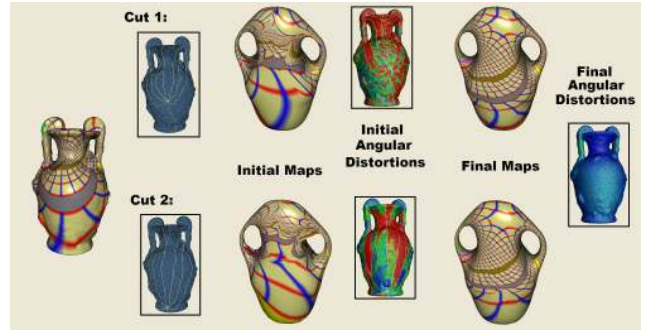 Cut 1:
Initial
Angular
Distortions
Final
Angular
Distortions
Initial Maps
Final Maps
Cut 2: